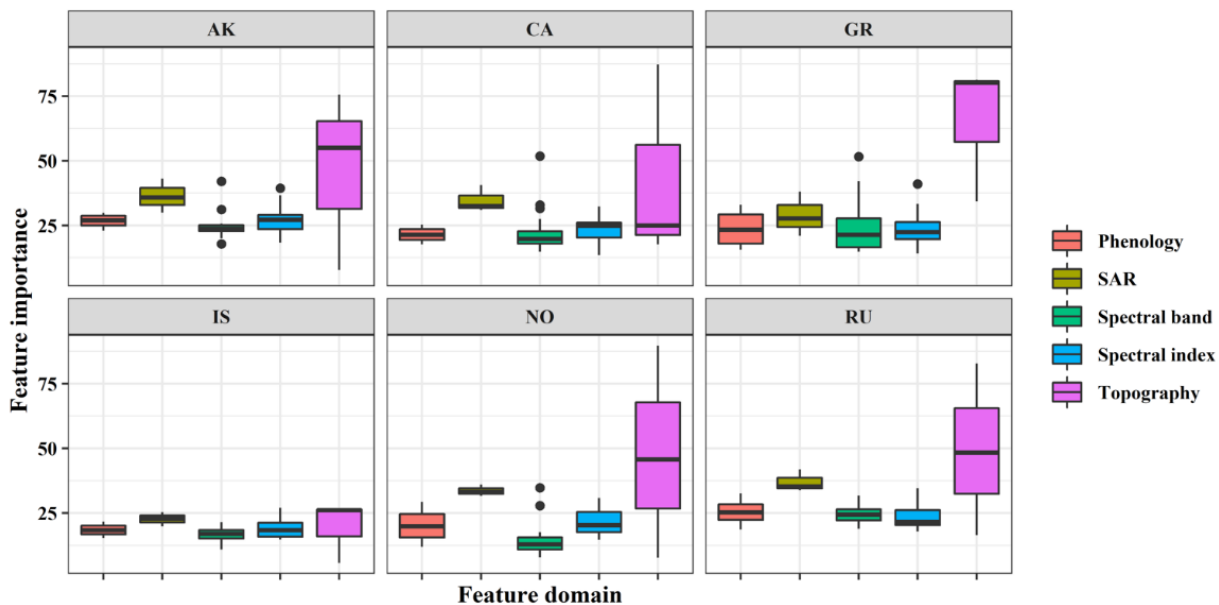 AK
CA
GR
75
50
25
IS
NO
RU
75
50
25
Feature importance
Feature domain
Phenology
SAR
Spectral band
Spectral index
Topography